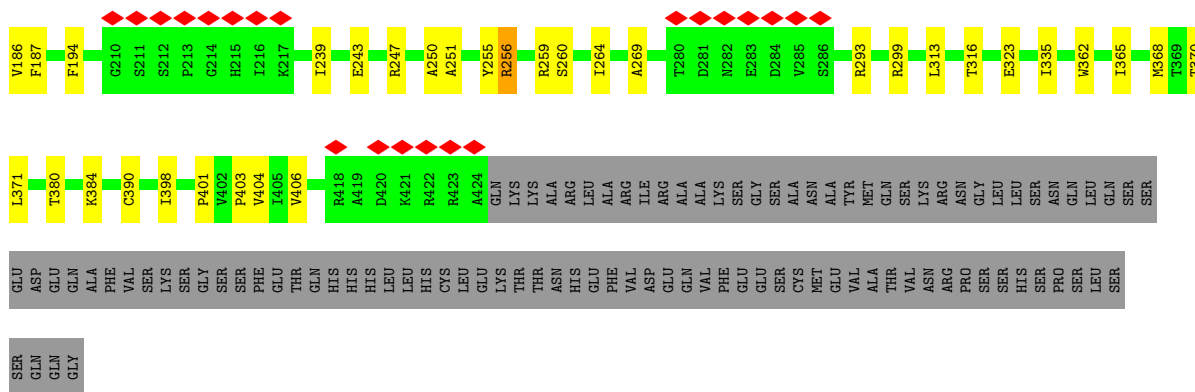 V186 F187 F194 G210 S211 S212 P213 G214 H215 I216 K217 I239 E243 R247 A250 A251 Y255 R256 R259 S260 I264 A269 T280 D281 N282 E283 D284 V285 S286 R293 R299 L313 T316 E323 I335 W362 I365 M368 T369 T370
L371 T380 K384 C390 I398 P401 V402 P403 V404 I405 V406 R418 A419 D420 K421 R422 R423 A424 GLN LYS LYS ALA ARG LEU ALA ARG ILE ARG ALA ALA LYS SER GLY SER ALA ASN ALA TYR MET GLN SER LYS ARG ASN GLY LEU LEU SER ASN GLN LEU GLN SER SER
GLU ASP GLU GLN ALA PHE VAL SER LYS SER GLY SER SER PHE GLU THR GLN HIS HIS HIS LEU LEU HIS CYS LEU GLU LYS THR THR ASN HIS GLU PHE VAL ASP GLU GLN VAL PHE GLU GLU SER CYS MET GLU VAL ALA THR VAL ASN ARG PRO SER SER HIS SER PRO SER LEU SER
SER GLN GLN GLY